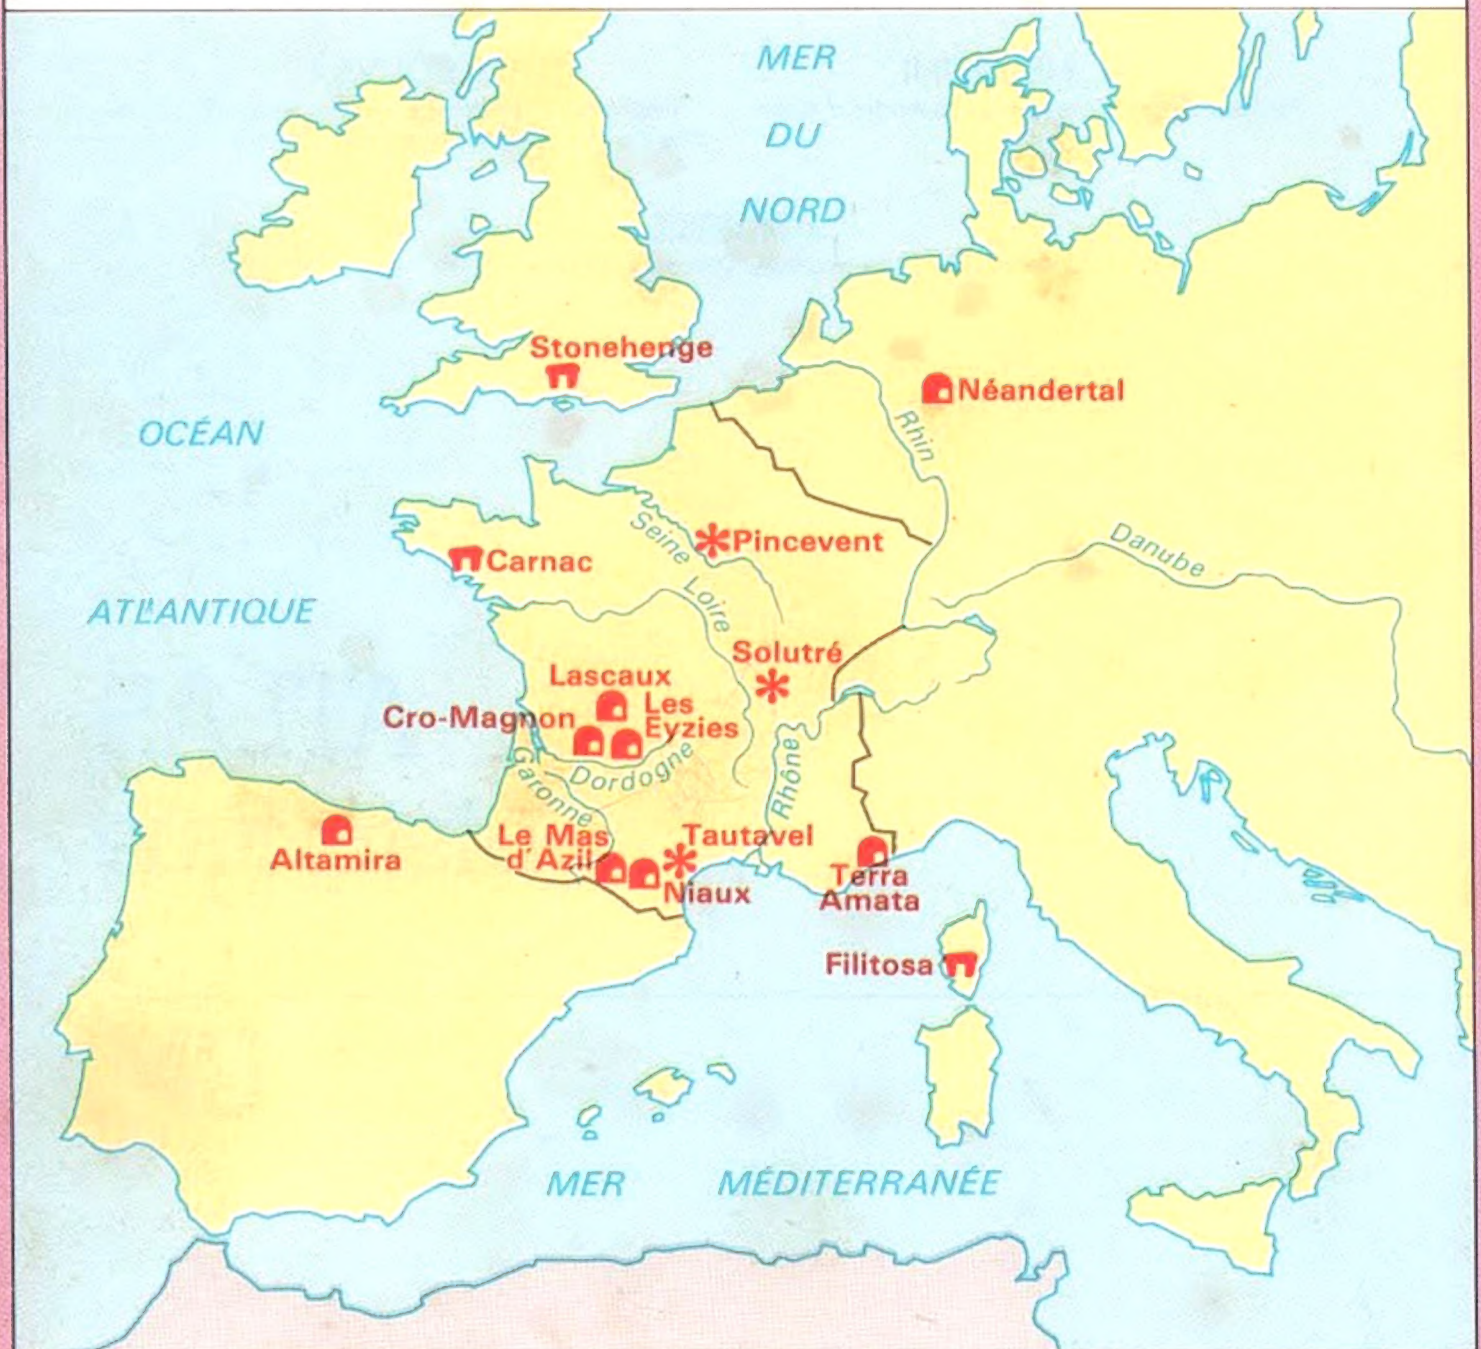 MER
DU
NORD
Stonehenge
Néandertal
OCÉAN
Rhin
Seine
Pincevent
Danube
Carnac
ATLANTIQUE
Loire
Solutré
Lascaux
Cro-Magnon
Les
Eyzies
Dordogne
Garonne
Rhône
Le Mas
d'Azil
Tautavel
Altamira
Niaux
Terra
Amata
Filitosa
MER MÉDITERRANÉE